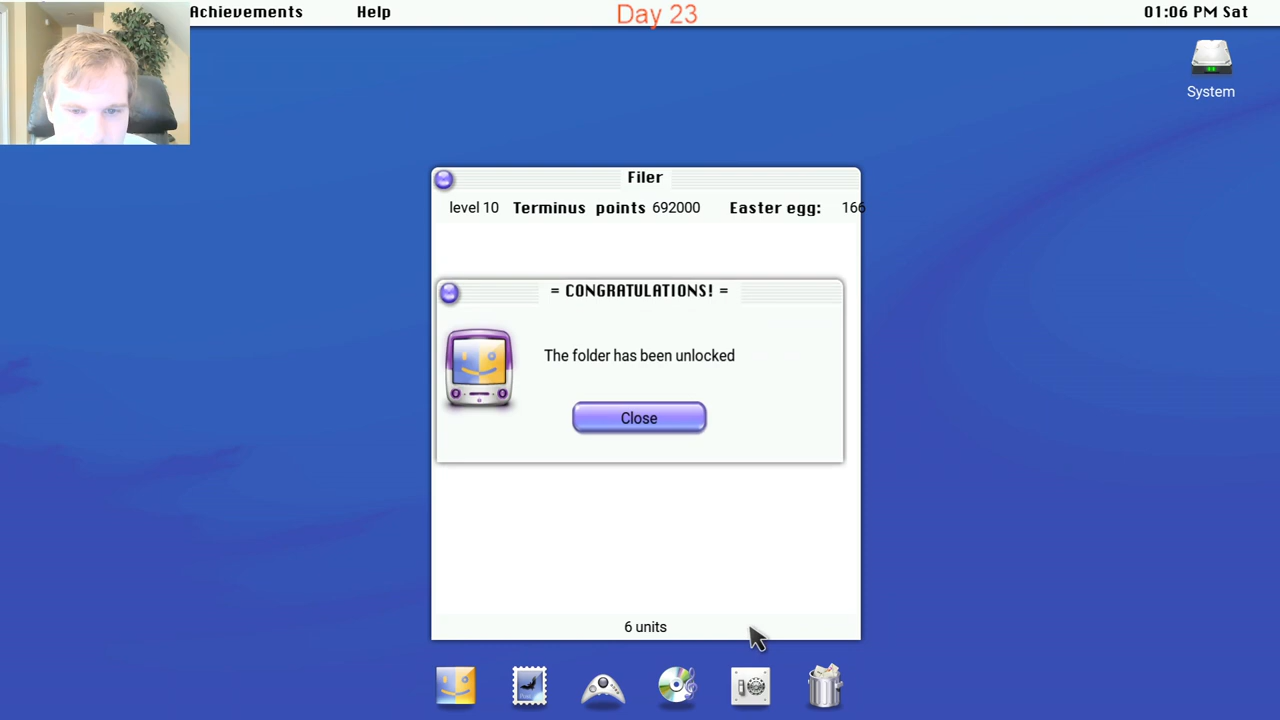 Achievements Help Day 23 01:06 PM Sat
System
Filer
level 10 Terminus points 692000 Easter egg: 166
= CONGRATULATIONS! =
The folder has been unlocked
Close
6 units